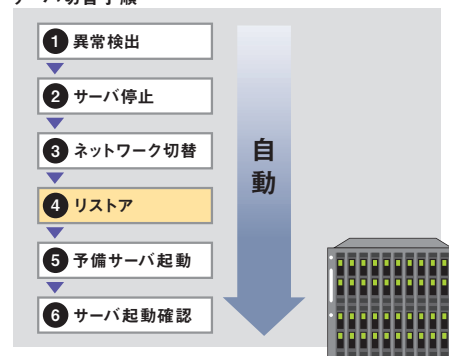 サーバ切替手順
1 異常検出
2 サーバ停止
3 ネットワーク切替
4 リストア
5 予備サーバ起動
6 サーバ起動確認
自動